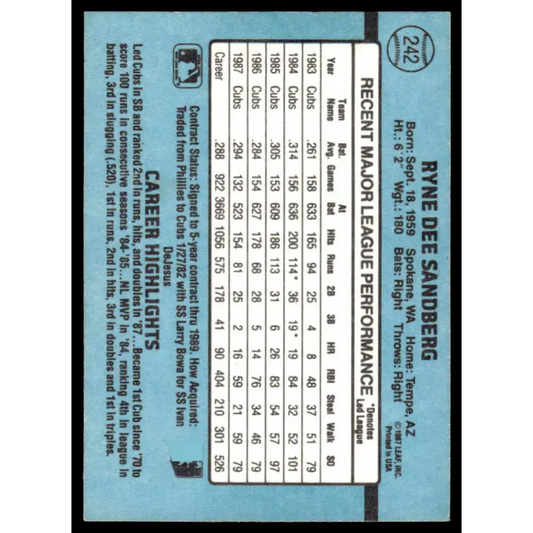 242
RYNE DEE SANDBERG
Born: Sept. 18, 1959 Spokane, WA Home: Tempe, AZ
Ht.: 6'2" Wgt.: 180 Bats: Right Throws: Right
© 1987 LEAF, INC.
Printed in USA
RECENT MAJOR LEAGUE PERFORMANCE *Denotes Led League
Year Team Name Bat. Avg. Games At Bat Hits Runs 2B 3B HR RBI Steal Walk SO
1983 Cubs .261 158 633 165 94 25 4 8 48 37 51 79
1984 Cubs .314 156 636 200 114* 36 19* 19 84 32 52 101
1985 Cubs .305 153 609 186 113 31 6 26 83 54 57 97
1986 Cubs .284 154 627 178 68 28 5 14 76 34 46 79
1987 Cubs .294 132 523 154 81 25 2 16 59 21 59 79
Career .288 922 3669 1056 575 178 41 90 404 210 301 526
Contract Status: Signed to 5-year contract thru 1989. How Acquired:
Traded from Phillies to Cubs 1/27/82 with SS Larry Bowa for SS Ivan
DeJesus
CAREER HIGHLIGHTS
Led Cubs in SB and ranked 2nd in runs, hits, and doubles in '87...Became 1st Cub since '70 to
score 100 runs in consecutive seasons '84-'85...NL MVP in '84, ranking 4th in league in
batting, 3rd in slugging (.520), 1st in runs, 2nd in hits, 3rd in doubles and 1st in triples.